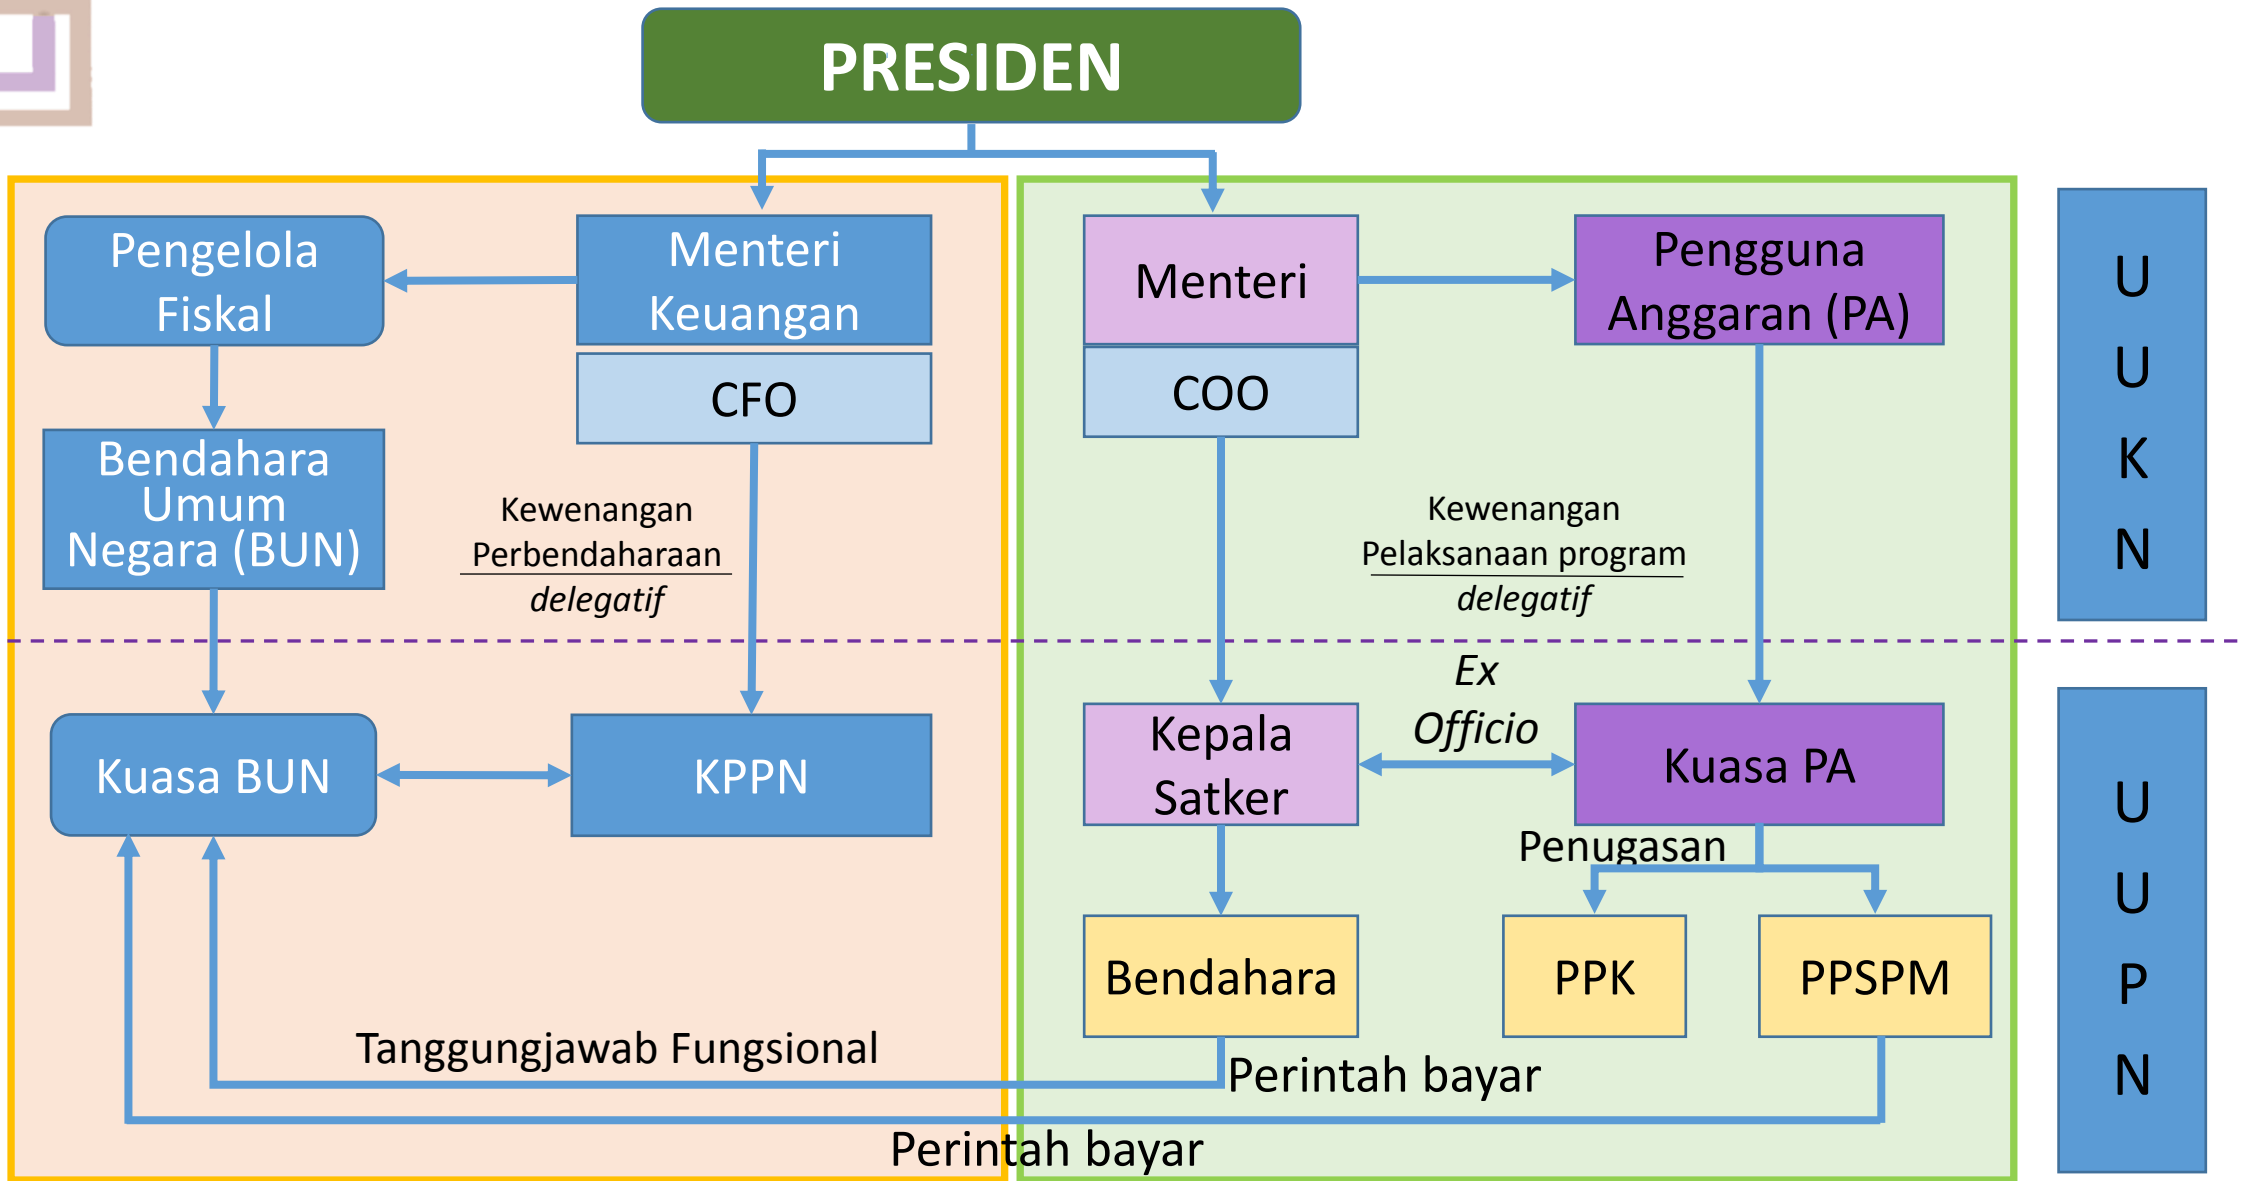 PRESIDEN
Pengelola
Fiskal
Menteri
Keuangan
CFO
Bendahara
Umum
Negara (BUN)
Kewenangan
Perbendaharaan
delegatif
Kuasa BUN
KPPN
Tanggungjawab Fungsional
Menteri
COO
Pengguna
Anggaran (PA)
Kewenangan
Pelaksanaan program
delegatif
Ex
Officio
Kepala
Satker
Kuasa PA
Penugasan
Bendahara
PPK
PPSPM
Perintah bayar
Perintah bayar
U
U
K
N
U
U
P
N